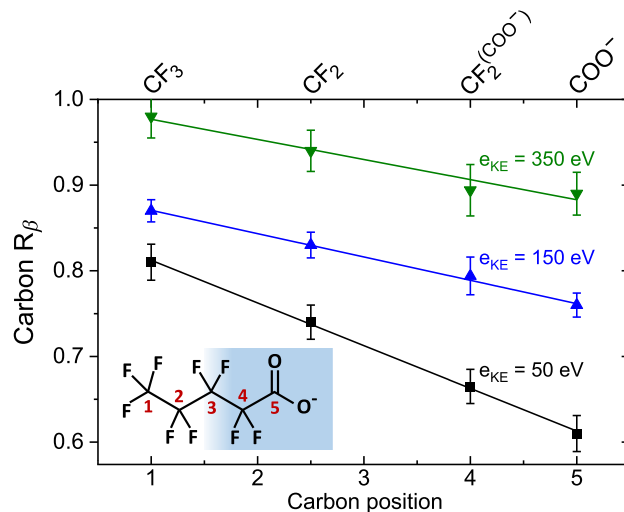 CF₃ CF₂ CF₂^(COO⁻) COO⁻
1.0
0.9
0.8
0.7
0.6
Carbon Rᵦ
eKE = 350 eV
eKE = 150 eV
eKE = 50 eV
F F F F O
F 2 4 O⁻
F 1 3 5
F F F F
1 2 3 4 5
Carbon position